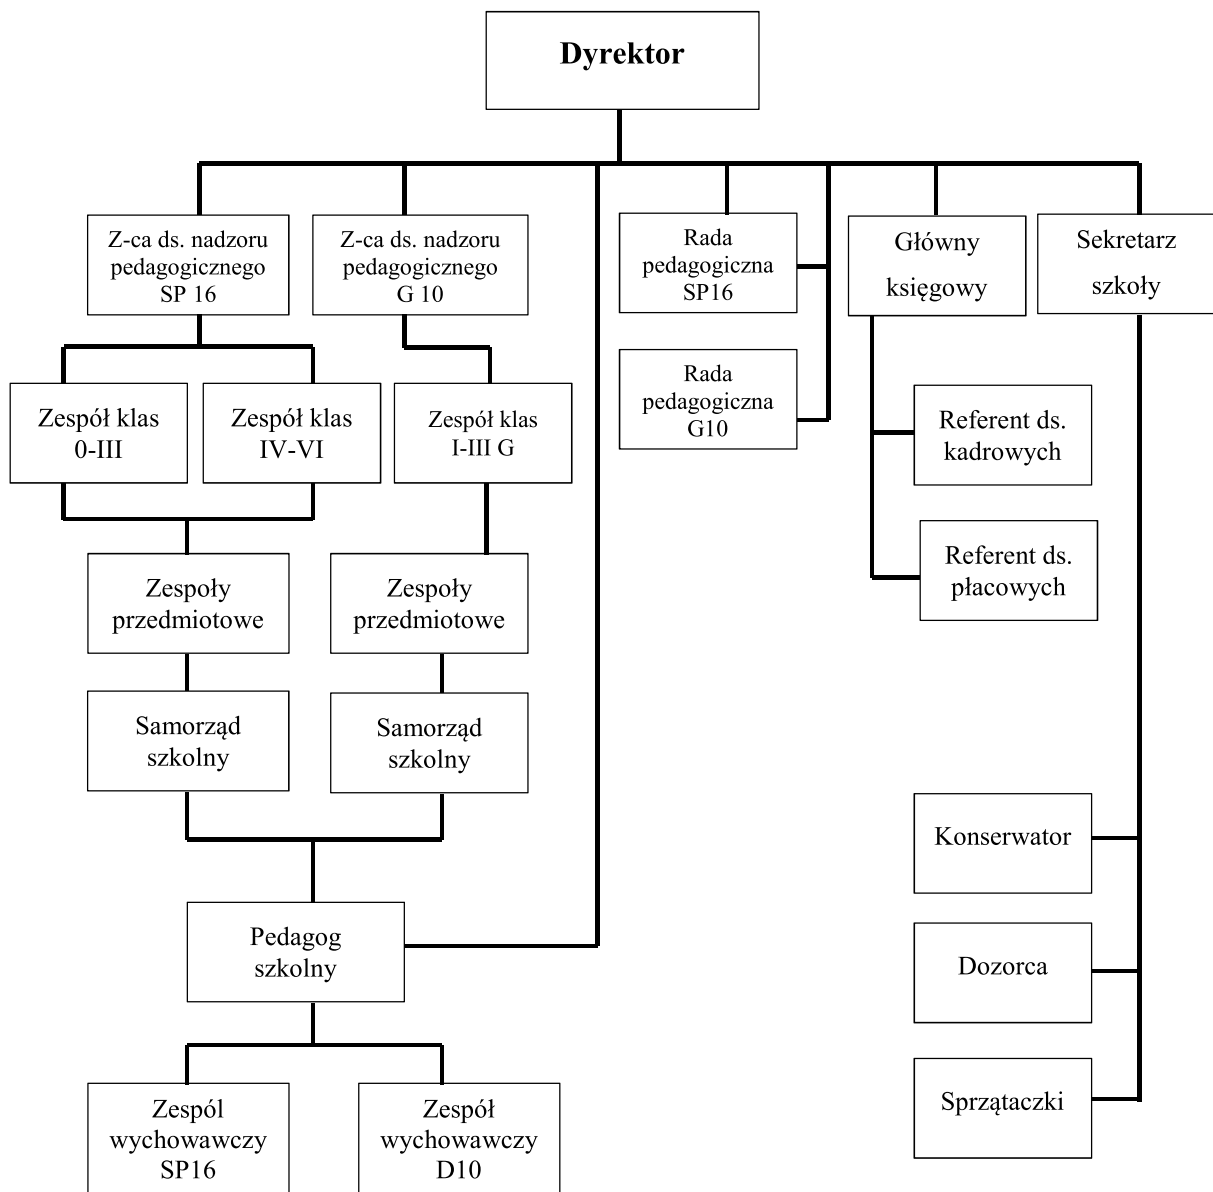 Dyrektor
Z-ca ds. nadzoru
pedagogicznego
SP 16
Z-ca ds. nadzoru
pedagogicznego
G 10
Rada
pedagogiczna
SP16
Główny
księgowy
Sekretarz
szkoły
Rada
pedagogiczna
G10
Zespół klas
0-III
Zespół klas
IV-VI
Zespół klas
I-III G
Referent ds.
kadrowych
Referent ds.
płacowych
Zespoły
przedmiotowe
Zespoły
przedmiotowe
Samorząd
szkolny
Samorząd
szkolny
Konserwator
Pedagog
szkolny
Dozorca
Sprzątaczki
Zespól
wychowawczy
SP16
Zespół
wychowawczy
D10